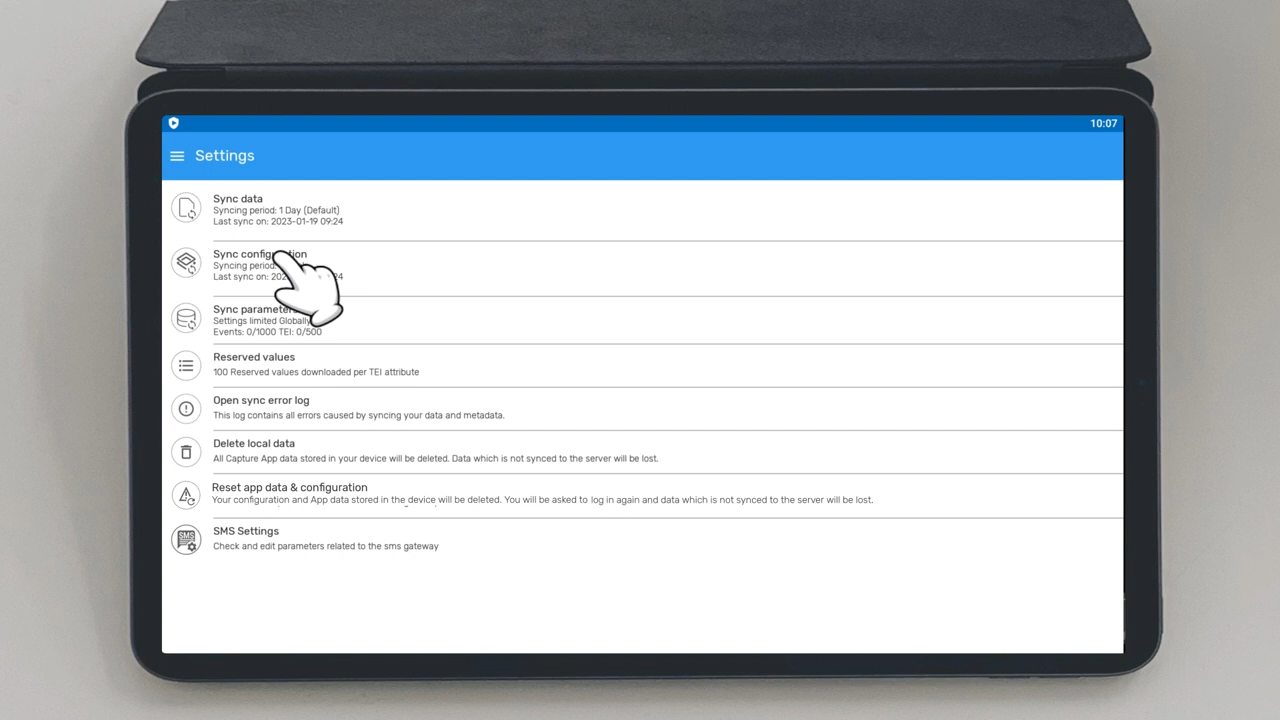 10:07
Settings
Sync data
Syncing period: 1 Day (Default)
Last sync on: 2023-01-19 09:24
Sync configuration
Syncing period:
Last sync on: 24
Sync parameters
Settings limited Globally
Events: 0/1000 TEI: 0/500
Reserved values
100 Reserved values downloaded per TEI attribute
Open sync error log
This log contains all errors caused by syncing your data and metadata.
Delete local data
All Capture App data stored in your device will be deleted. Data which is not synced to the server will be lost.
Reset app data & configuration
Your configuration and App data stored in the device will be deleted. You will be asked to log in again and data which is not synced to the server will be lost.
SMS Settings
SMS
Check and edit parameters related to the sms gateway